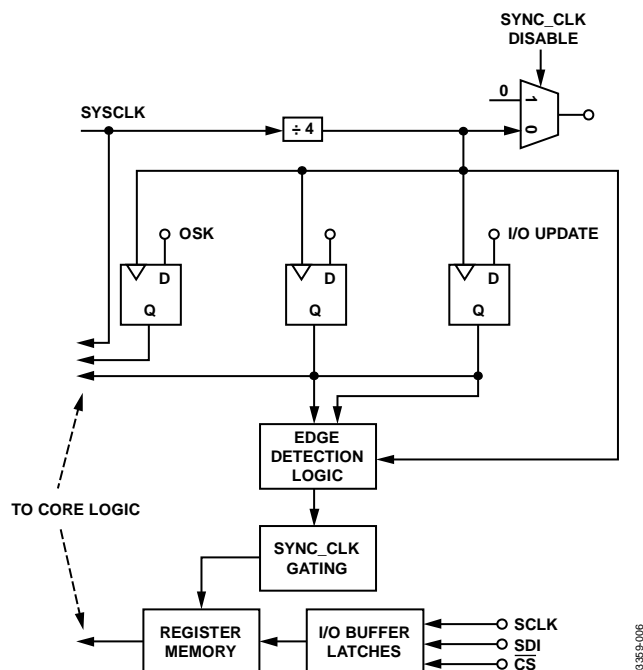 SYNC_CLK
DISABLE
0
1
SYSCLK
÷ 4
0
OSK
I/O UPDATE
D
D
D
Q
Q
Q
EDGE
DETECTION
LOGIC
TO CORE LOGIC
SYNC_CLK
GATING
REGISTER
MEMORY
I/O BUFFER
LATCHES
SCLK
SDI
CS
3359-006